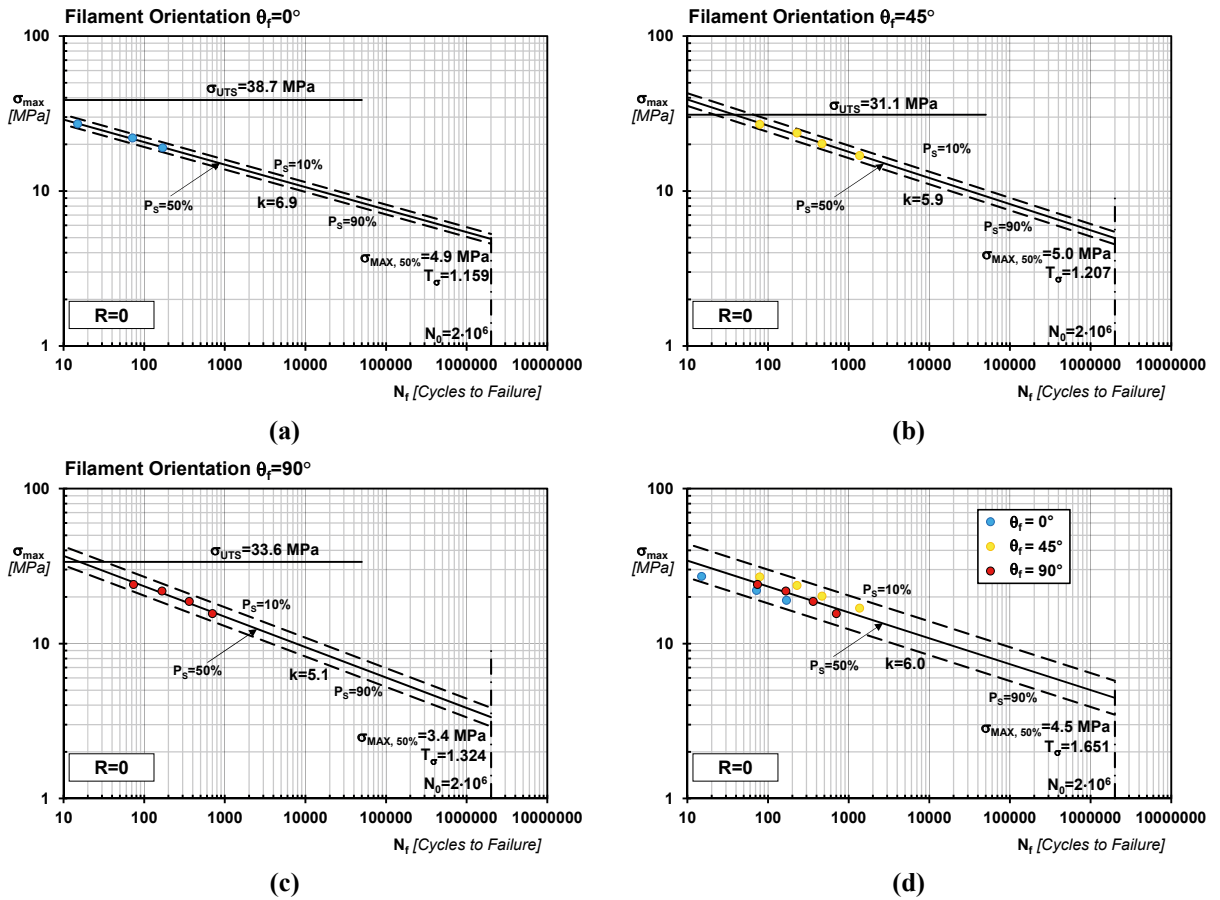 Filament Orientation θf=0°
100
σUTS=38.7 MPa
σmax
[MPa]
PS=10%
10
PS=50%
k=6.9
PS=90%
σMAX, 50%=4.9 MPa
Tσ=1.159
R=0
N0=2·10⁶
1
10 100 1000 10000 100000 1000000 10000000
Nf [Cycles to Failure]
(a)
Filament Orientation θf=45°
100
σUTS=31.1 MPa
σmax
[MPa]
PS=10%
10
PS=50%
k=5.9
PS=90%
σMAX, 50%=5.0 MPa
Tσ=1.207
R=0
N0=2·10⁶
1
10 100 1000 10000 100000 1000000 10000000
Nf [Cycles to Failure]
(b)
Filament Orientation θf=90°
100
σUTS=33.6 MPa
σmax
[MPa]
PS=10%
10
PS=50%
k=5.1
PS=90%
σMAX, 50%=3.4 MPa
Tσ=1.324
R=0
N0=2·10⁶
1
10 100 1000 10000 100000 1000000 10000000
Nf [Cycles to Failure]
(c)
100
θf = 0°
θf = 45°
θf = 90°
σmax
[MPa]
PS=10%
10
PS=50%
k=6.0
PS=90%
σMAX, 50%=4.5 MPa
Tσ=1.651
R=0
N0=2·10⁶
1
10 100 1000 10000 100000 1000000 10000000
Nf [Cycles to Failure]
(d)